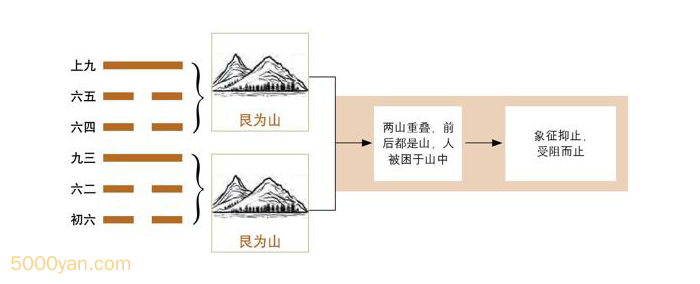 上九
六五
六四
九三
六二
初六
艮为山
艮为山
两山重叠，前
后都是山，人
被困于山中
象征抑止，
受阻而止
5000yan.com